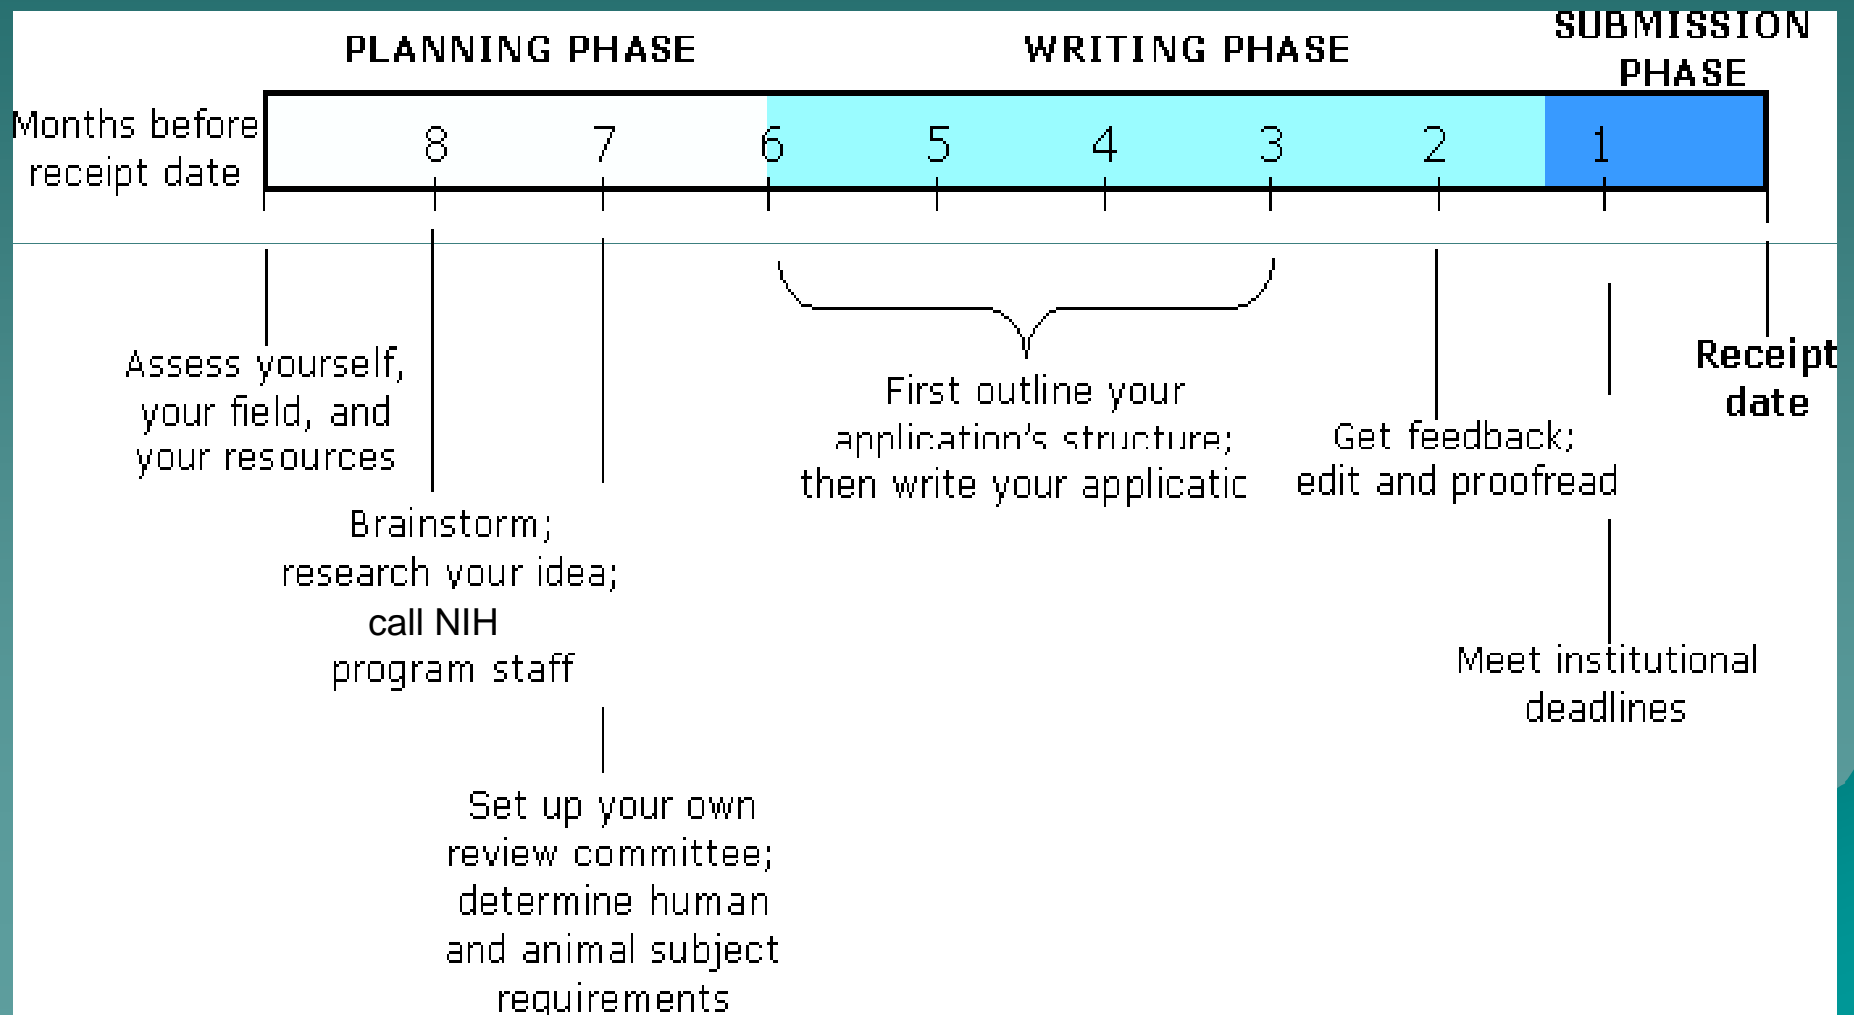 PLANNING PHASE
WRITING PHASE
SUBMISSION
PHASE
Months before
receipt date
8 7 6 5 4 3 2 1
Assess yourself,
your field, and
your resources
Brainstorm;
research your idea;
call NIH
program staff
Set up your own
review committee;
determine human
and animal subject
requirements
First outline your
application's structure;
then write your applicatic
Get feedback;
edit and proofread
Meet institutional
deadlines
Receipt
date